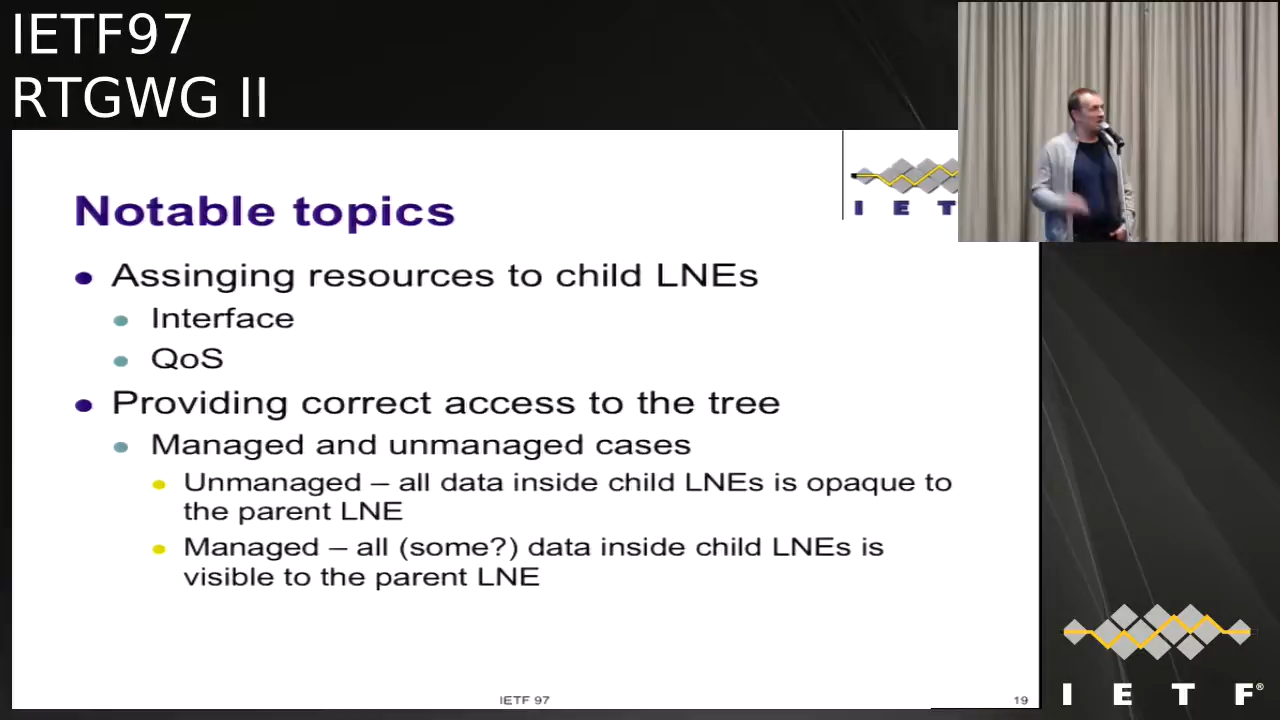 IETF97
RTGWG II
I E T
Notable topics
Assinging resources to child LNEs
Interface
QoS
Providing correct access to the tree
Managed and unmanaged cases
Unmanaged – all data inside child LNEs is opaque to
the parent LNE
Managed – all (some?) data inside child LNEs is
visible to the parent LNE
IETF 97
19
I E T F®